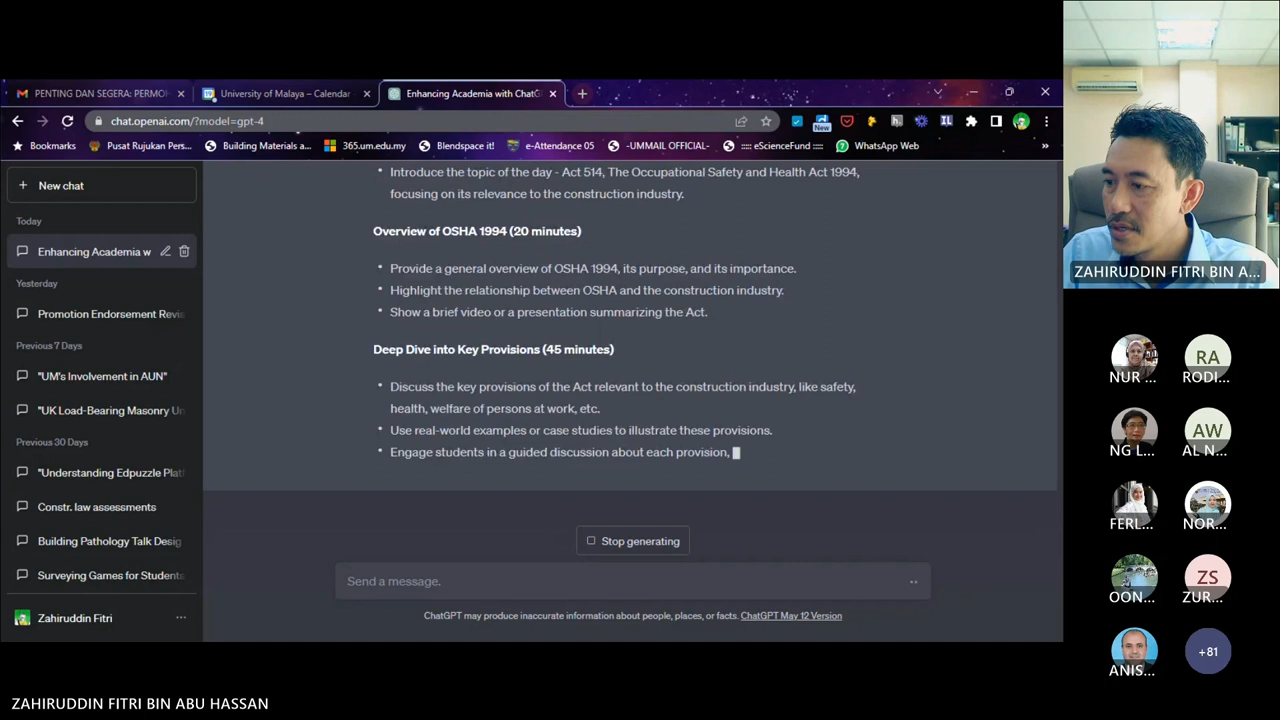 PENTING DAN SEGERA: PERMOH
University of Malaya – Calendar
Enhancing Academia with ChatG
chat.openai.com/?model=gpt-4
New
Bookmarks
Pusat Rujukan Pers...
Building Materials a...
365.um.edu.my
Blendspace it!
e-Attendance 05
-UMMAIL OFFICIAL-
::::: eScienceFund ::::
WhatsApp Web
New chat
Today
Enhancing Academia w
Yesterday
Promotion Endorsement Revis
Previous 7 Days
"UM's Involvement in AUN"
"UK Load-Bearing Masonry Un
Previous 30 Days
"Understanding Edpuzzle Platf
Constr. law assessments
Building Pathology Talk Desig
Surveying Games for Students
Zahiruddin Fitri
Introduce the topic of the day - Act 514, The Occupational Safety and Health Act 1994,
focusing on its relevance to the construction industry.
Overview of OSHA 1994 (20 minutes)
Provide a general overview of OSHA 1994, its purpose, and its importance.
Highlight the relationship between OSHA and the construction industry.
Show a brief video or a presentation summarizing the Act.
Deep Dive into Key Provisions (45 minutes)
Discuss the key provisions of the Act relevant to the construction industry, like safety,
health, welfare of persons at work, etc.
Use real-world examples or case studies to illustrate these provisions.
Engage students in a guided discussion about each provision,
Stop generating
Send a message.
ChatGPT may produce inaccurate information about people, places, or facts. ChatGPT May 12 Version
ZAHIRUDDIN FITRI BIN A...
NUR ...
RA
RODI...
NG L...
AW
AL N...
FERL...
NOR...
OON...
ZS
ZUR...
ANIS...
+81
ZAHIRUDDIN FITRI BIN ABU HASSAN